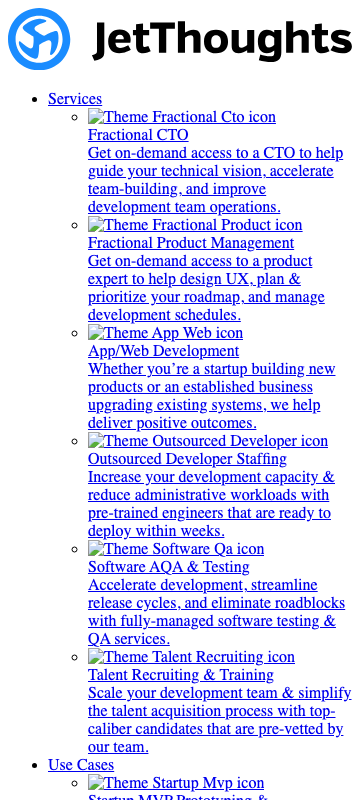 JetThoughts
Services
Theme Fractional Cto icon
Fractional CTO
Get on-demand access to a CTO to help
guide your technical vision, accelerate
team-building, and improve
development team operations.
Theme Fractional Product icon
Fractional Product Management
Get on-demand access to a product
expert to help design UX, plan &
prioritize your roadmap, and manage
development schedules.
Theme App Web icon
App/Web Development
Whether you’re a startup building new
products or an established business
upgrading existing systems, we help
deliver positive outcomes.
Theme Outsourced Developer icon
Outsourced Developer Staffing
Increase your development capacity &
reduce administrative workloads with
pre-trained engineers that are ready to
deploy within weeks.
Theme Software Qa icon
Software AQA & Testing
Accelerate development, streamline
release cycles, and eliminate roadblocks
with fully-managed software testing &
QA services.
Theme Talent Recruiting icon
Talent Recruiting & Training
Scale your development team & simplify
the talent acquisition process with top-
caliber candidates that are pre-vetted by
our team.
Use Cases
Theme Startup Mvp icon
Startup MVP Prototyping &